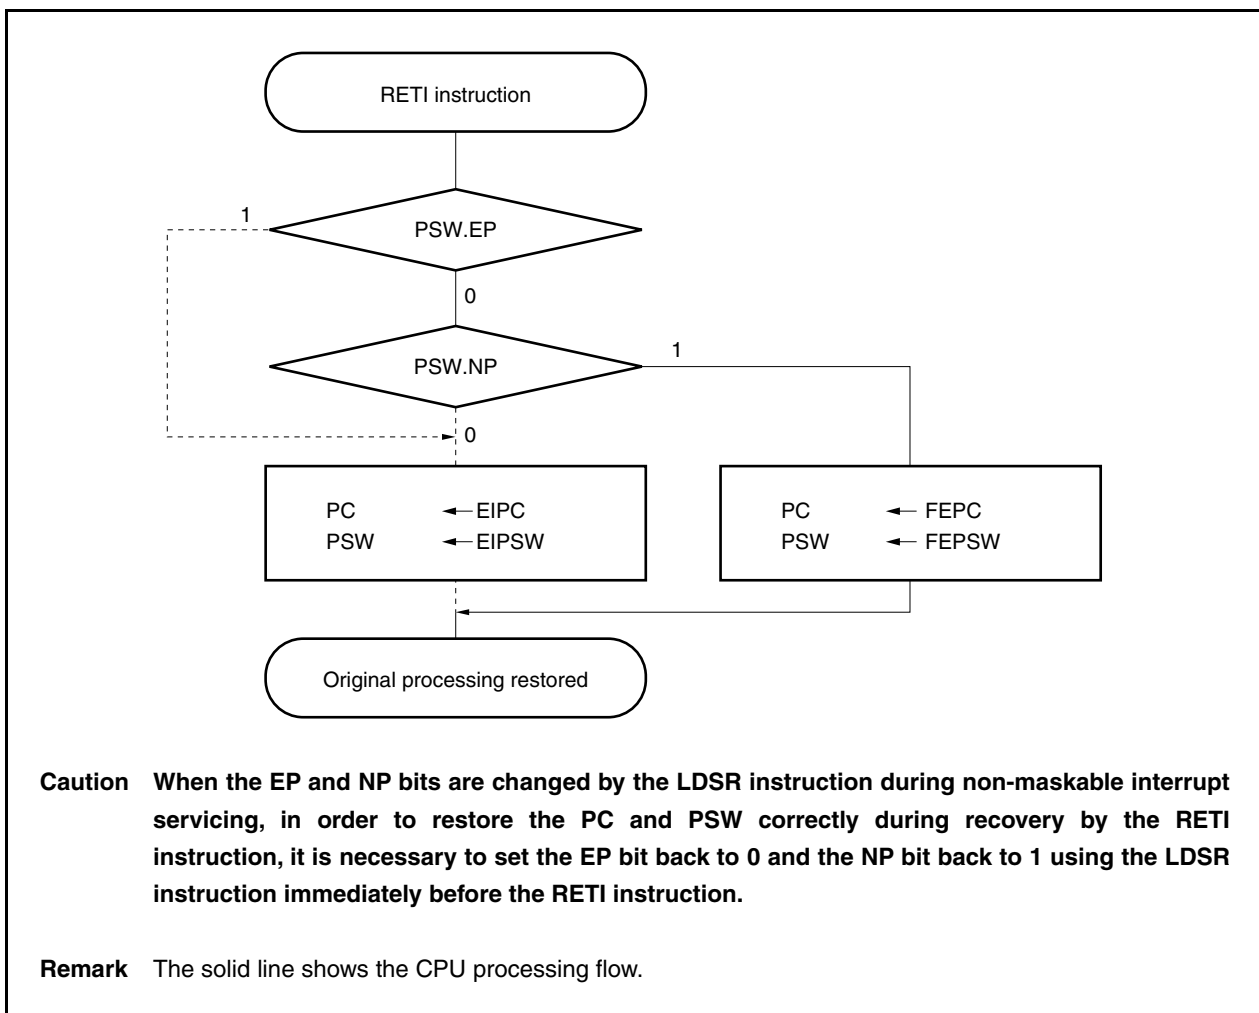 RETI instruction
1
PSW.EP
0
1
PSW.NP
0
PC ← EIPC
PSW ← EIPSW
PC ← FEPC
PSW ← FEPSW
Original processing restored
Caution When the EP and NP bits are changed by the LDSR instruction during non-maskable interrupt
servicing, in order to restore the PC and PSW correctly during recovery by the RETI
instruction, it is necessary to set the EP bit back to 0 and the NP bit back to 1 using the LDSR
instruction immediately before the RETI instruction.
Remark The solid line shows the CPU processing flow.